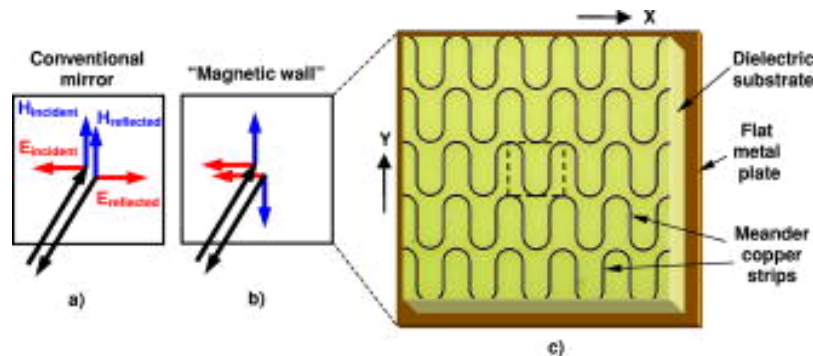 Conventional
mirror
H incident
H reflected
E incident
E reflected
a)
"Magnetic wall"
b)
X
Y
Dielectric
substrate
Flat
metal
plate
Meander
copper
strips
c)